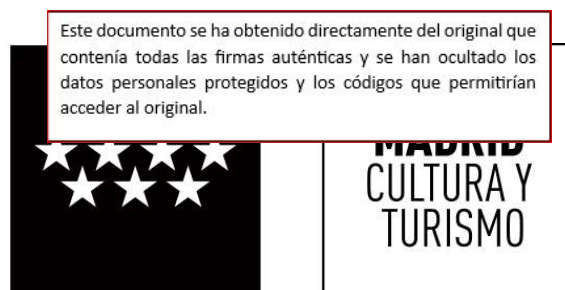 Este documento se ha obtenido directamente del original que
contenía todas las firmas auténticas y se han ocultado los
datos personales protegidos y los códigos que permitirían
acceder al original.
MADRID
CULTURA Y
TURISMO